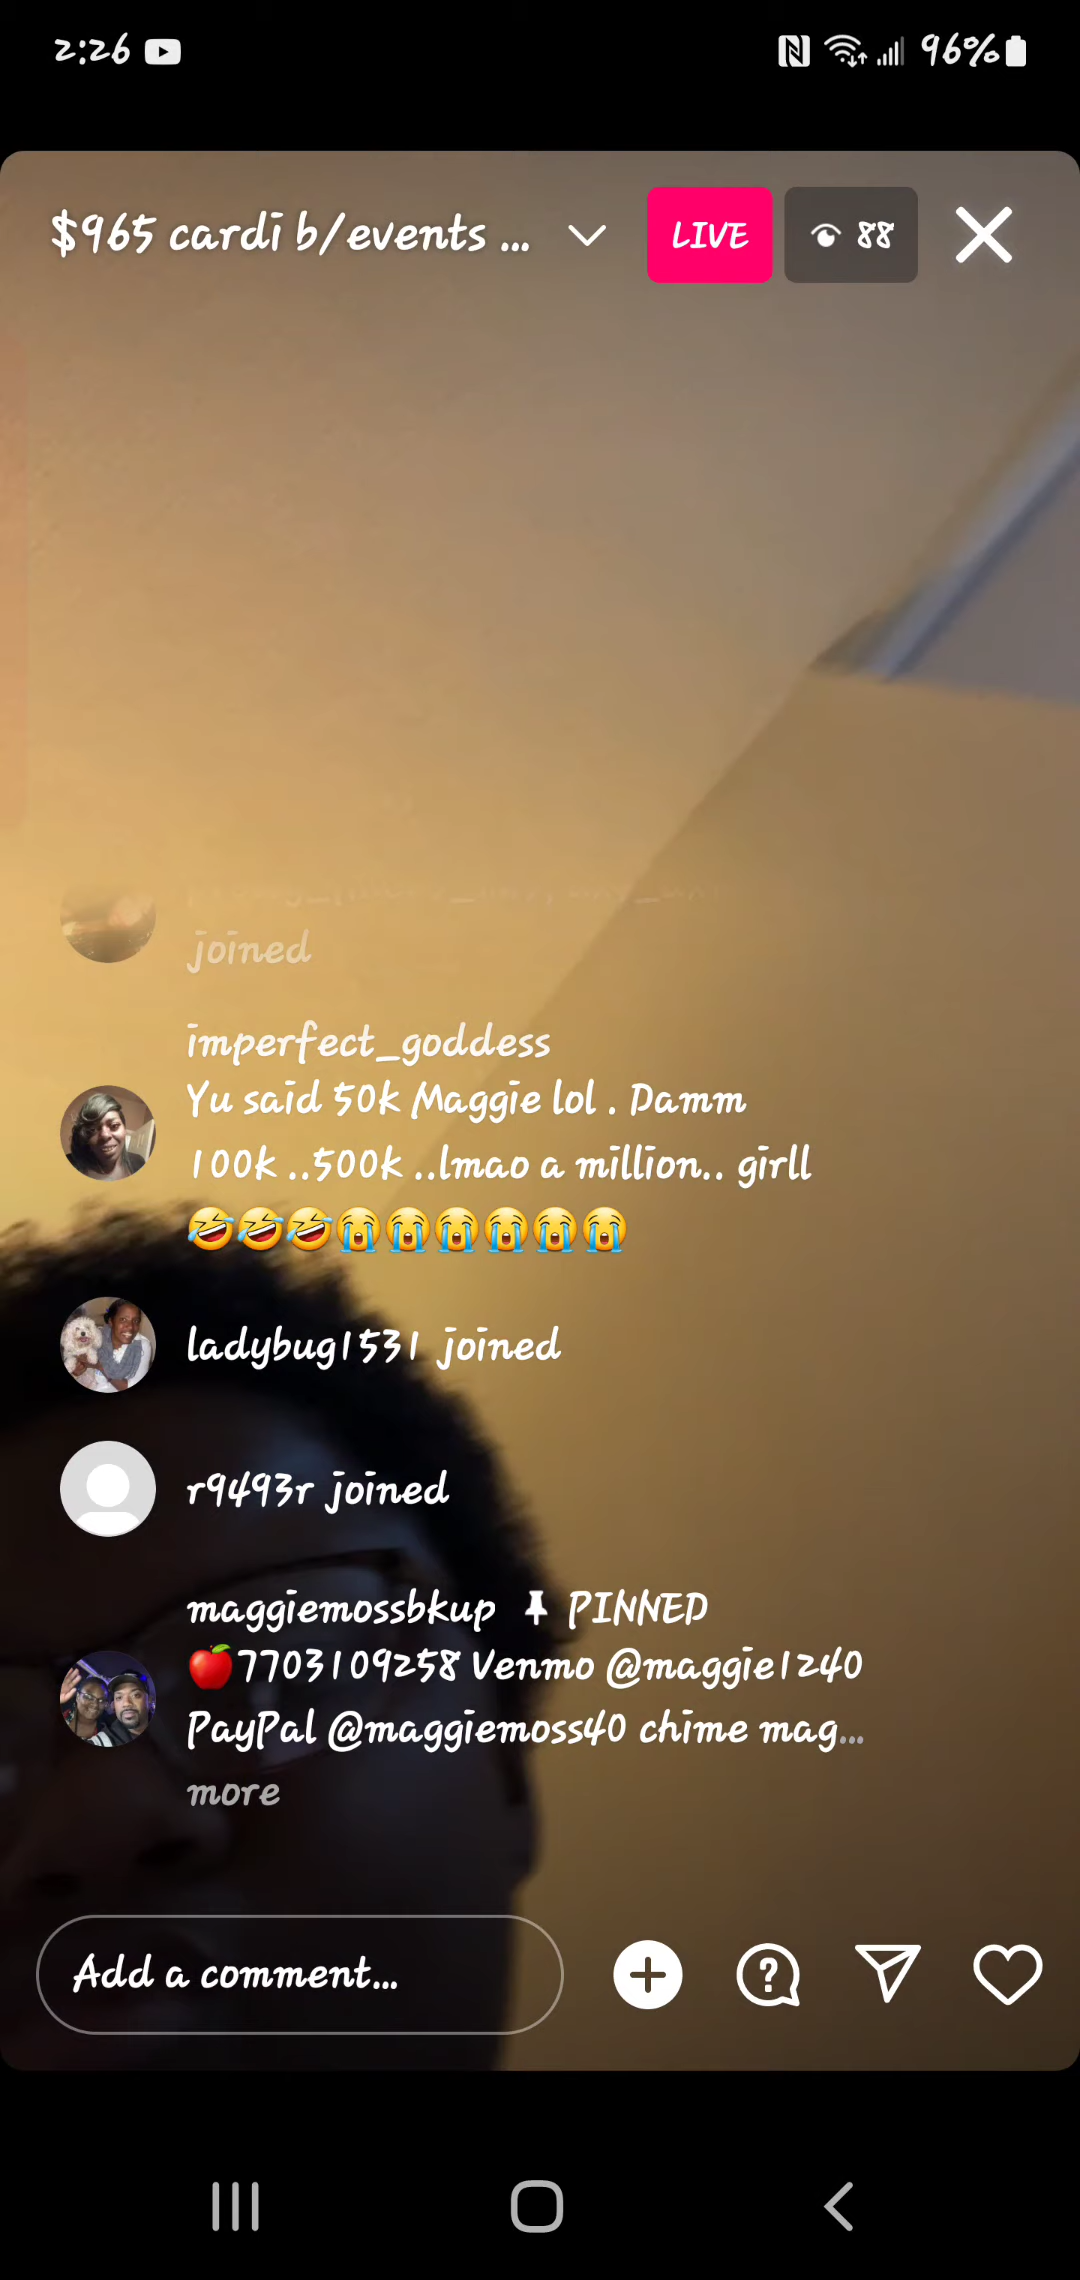 2:26
96%
$965 cardi b/events ...
LIVE
88
joined
imperfect_goddess
Yu said 50k Maggie lol . Damm
100k ..500k ..lmao a million.. girll
🤣🤣🤣😭😭😭😭😭😭
ladybug1531 joined
r9493r joined
maggiemossbkup 📌 PINNED
🍎7703109258 Venmo @maggie1240
PayPal @maggiemoss40 chime mag...
more
Add a comment...